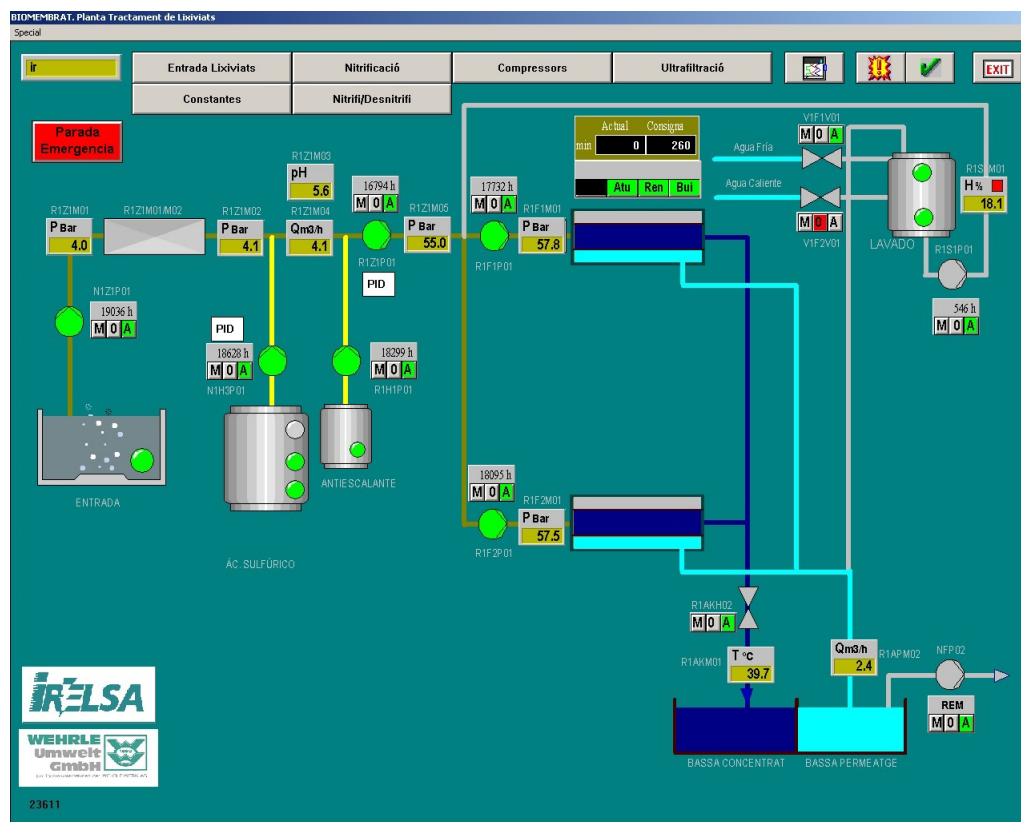 BIOMEMBRAT. Planta Tractament de Lixiviats
Special
ir
Entrada Lixiviats
Nitrificació
Compressors
Ultrafiltració
EXIT
Constantes
Nitrifi/Desnitrifi
Parada
Emergencia
Actual Consigna
min 0 260
Atu Ren Bui
V1F1V01
M 0 A
Agua Fría
Agua Caliente
M 0 A
V1F2V01
LAVADO
H %
18.1
R1S1P01
546 h
M 0 A
R1Z1M03
pH
5.6
R1Z1M01
P Bar
4.0
R1Z1M01/M02
R1Z1M02
P Bar
4.1
R1Z1M04
Qm3/h
4.1
16794 h
M 0 A
R1Z1P01
PID
R1Z1M05
P Bar
55.0
17732 h
M 0 A
R1F1P01
R1F1M01
P Bar
57.8
N1Z1P01
19036 h
M 0 A
PID
18628 h
M 0 A
N1H3P01
18299 h
M 0 A
R1H1P01
ENTRADA
ÁC. SULFÚRICO
ANTIESCALANTE
18095 h
M 0 A
R1F2P01
R1F2M01
P Bar
57.5
R1AKH02
M 0 A
R1AKM01
T ºC
39.7
Qm3/h
2.4
R1APM02
NFP02
REM
M 0 A
BASSA CONCENTRAT
BASSA PERMEATGE
IRELSA
WEHRLE
Umwelt
GmbH
23611